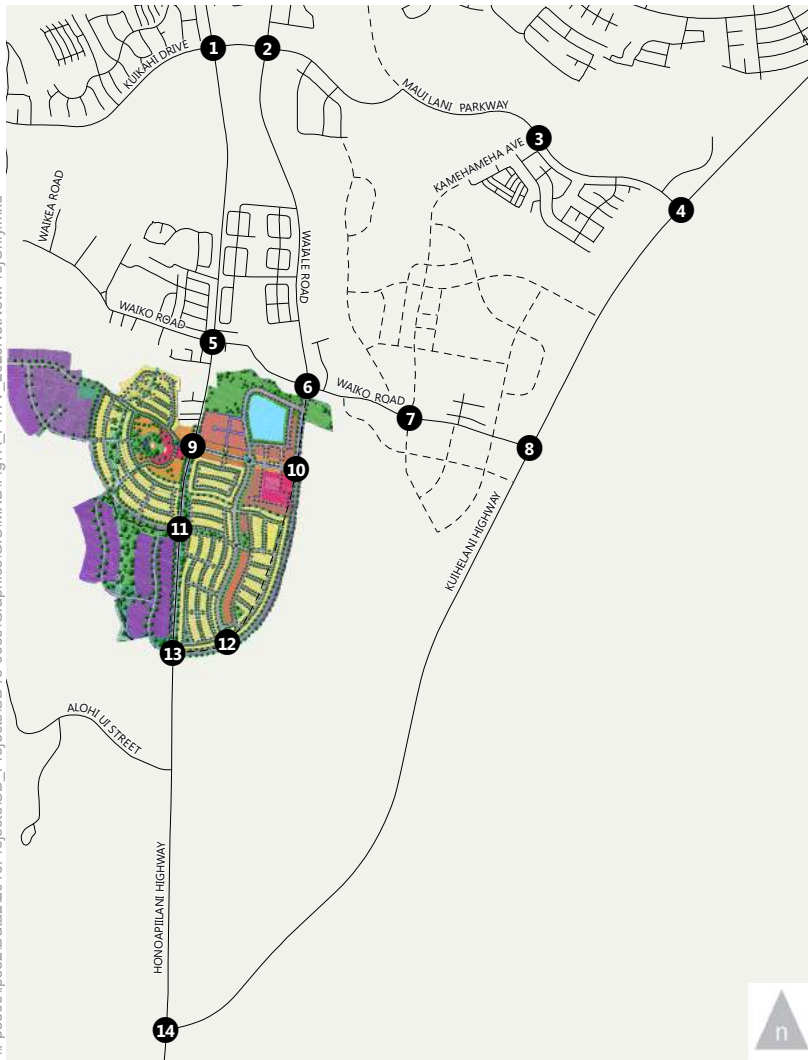 1
2
KUIKAHI DRIVE
MAUI LANI PARKWAY
3
KAMEHAMEHA AVE
4
WAIKEA ROAD
WAIALE ROAD
WAIKO ROAD
5
6
WAIKO ROAD
7
8
9
10
KUIHELANI HIGHWAY
11
12
13
ALOHI UI STREET
HONOAPIILANI HIGHWAY
14
n